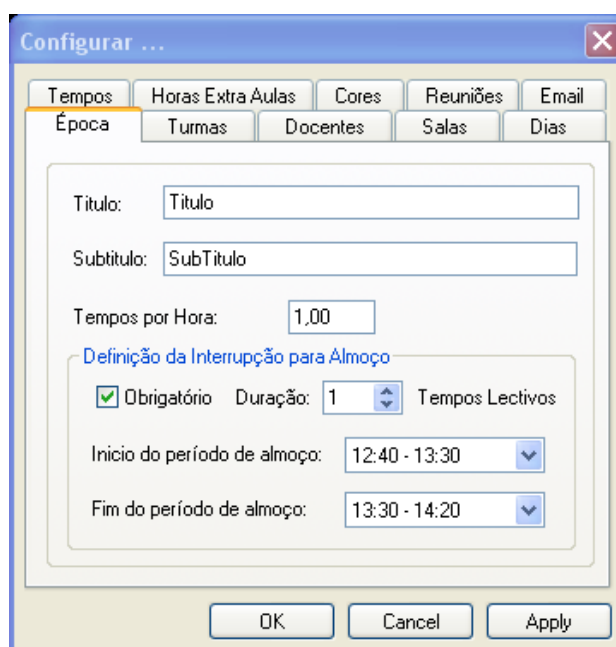 Configurar ...
Tempos Horas Extra Aulas Cores Reuniões Email
Época Turmas Docentes Salas Dias
Titulo: Titulo
Subtitulo: SubTitulo
Tempos por Hora: 1,00
Definição da Interrupção para Almoço
Obrigatório Duração: 1 Tempos Lectivos
Inicio do período de almoço: 12:40 - 13:30
Fim do período de almoço: 13:30 - 14:20
OK Cancel Apply